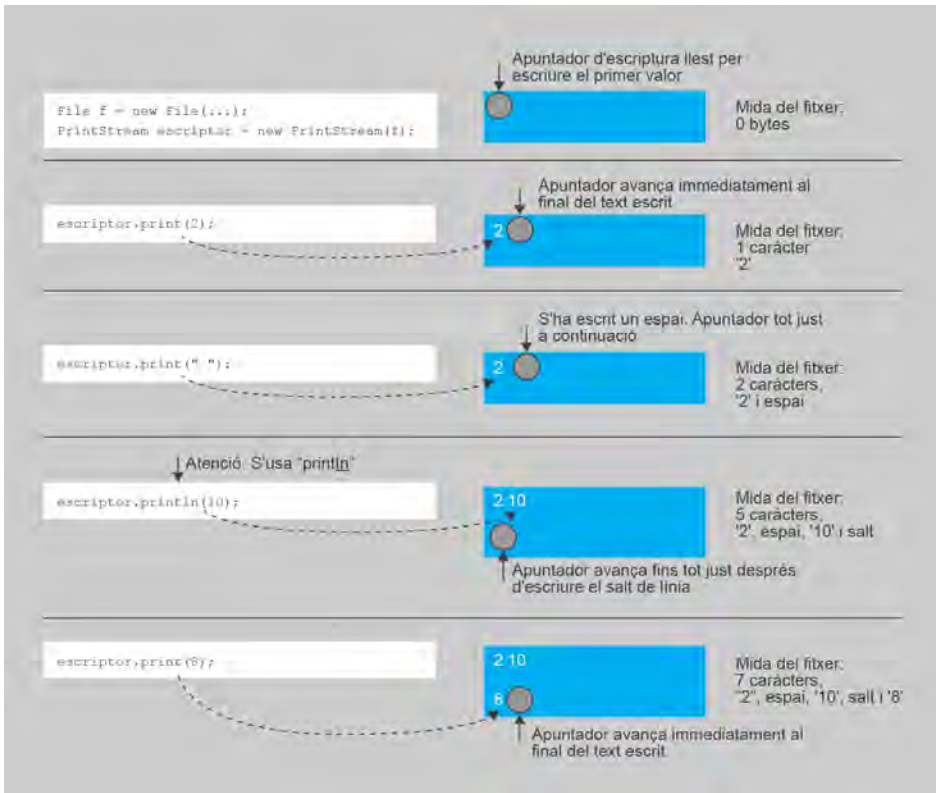 Apuntador d'escriptura llest per
escriure el primer valor
File f = new File(...);
PrintStream escriptor = new PrintStream(f);
Mida del fitxer:
0 bytes
Apuntador avança immediatament al
final del text escrit
escriptor.print(2);
2
Mida del fitxer:
1 caràcter
'2'
S'ha escrit un espai. Apuntador tot just
a continuació
escriptor.print(" ");
2
Mida del fitxer:
2 caràcters,
'2' i espai
Atenció. S'usa "println"
escriptor.println(10);
2 10
Mida del fitxer:
5 caràcters,
'2', espai, '10' i salt
Apuntador avança fins tot just després
d'escriure el salt de línia
escriptor.print(8);
2 10
8
Mida del fitxer:
7 caràcters,
"2", espai, '10', salt i '8'
Apuntador avança immediatament al
final del text escrit